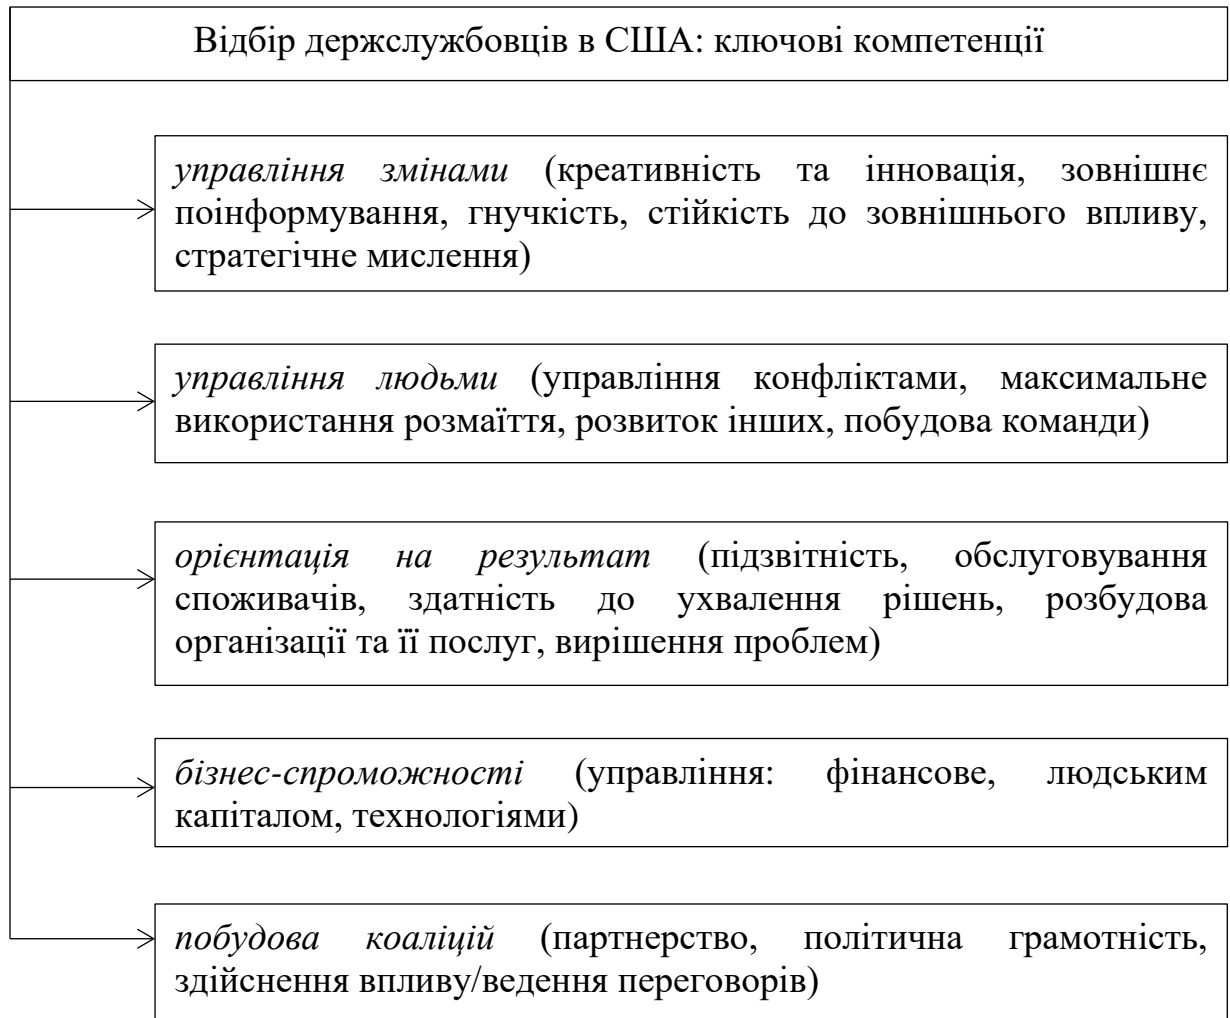 Відбір держслужбовців в США: ключові компетенції
управління змінами (креативність та інновація, зовнішнє
поінформування, гнучкість, стійкість до зовнішнього впливу,
стратегічне мислення)
управління людьми (управління конфліктами, максимальне
використання розмаїття, розвиток інших, побудова команди)
орієнтація на результат (підзвітність, обслуговування
споживачів, здатність до ухвалення рішень, розбудова
організації та її послуг, вирішення проблем)
бізнес-спроможності (управління: фінансове, людським
капіталом, технологіями)
побудова коаліцій (партнерство, політична грамотність,
здійснення впливу/ведення переговорів)